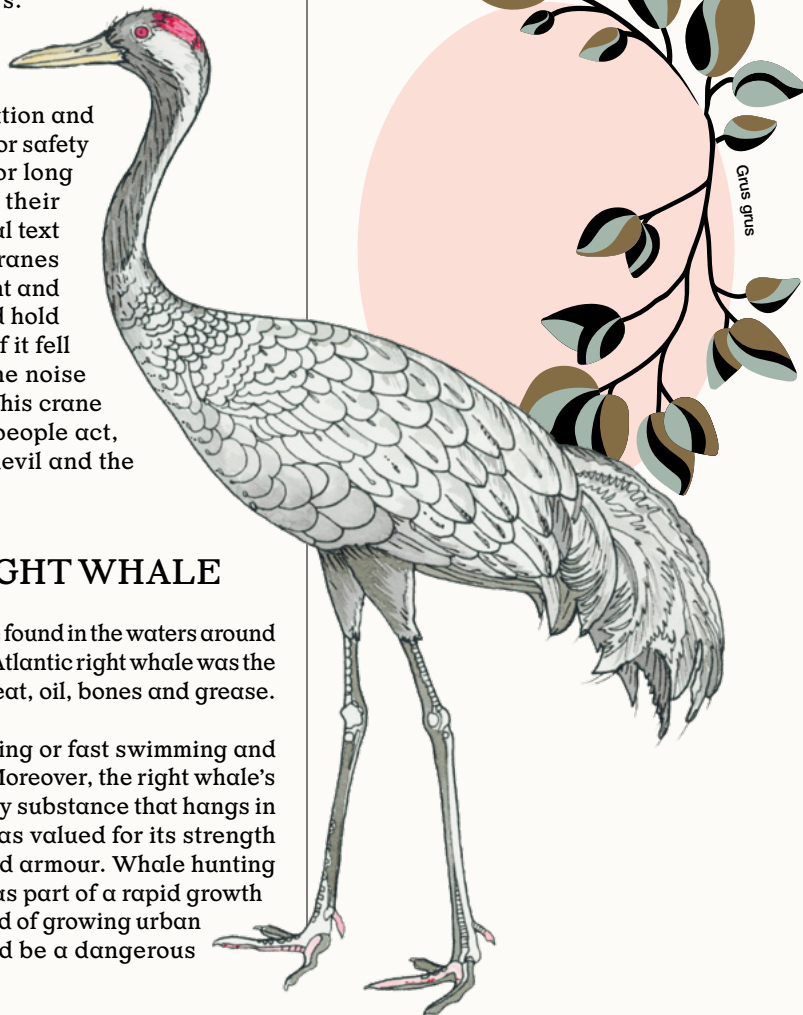 s.
tion and
or safety
or long
their
al text
ranes
nt and
d hold
f it fell
he noise
his crane
people act,
evil and the
GHT WHALE
found in the waters around
Atlantic right whale was the
eat, oil, bones and grease.
ing or fast swimming and
Moreover, the right whale's
y substance that hangs in
as valued for its strength
d armour. Whale hunting
as part of a rapid growth
d of growing urban
d be a dangerous
Grus grus